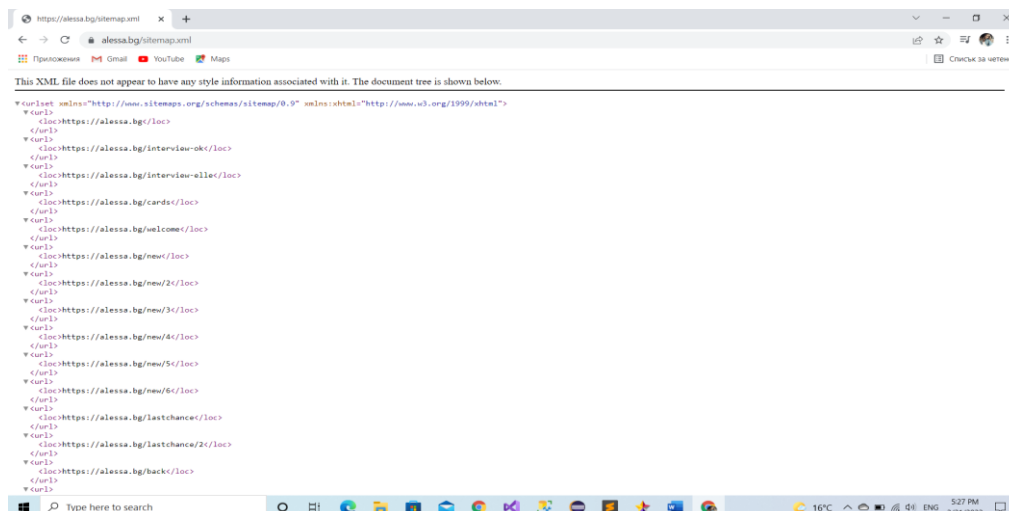 https://alessa.bg/sitemap.xml
alessa.bg/sitemap.xml
Приложения Gmail YouTube Maps Списък за четен
This XML file does not appear to have any style information associated with it. The document tree is shown below.
▼<urlset xmlns="http://www.sitemaps.org/schemas/sitemap/0.9" xmlns:xhtml="http://www.w3.org/1999/xhtml">
▼<url>
<loc>https://alessa.bg</loc>
</url>
▼<url>
<loc>https://alessa.bg/interview-ok</loc>
</url>
▼<url>
<loc>https://alessa.bg/interview-elle</loc>
</url>
▼<url>
<loc>https://alessa.bg/cards</loc>
</url>
▼<url>
<loc>https://alessa.bg/welcome</loc>
</url>
▼<url>
<loc>https://alessa.bg/new</loc>
</url>
▼<url>
<loc>https://alessa.bg/new/2</loc>
</url>
▼<url>
<loc>https://alessa.bg/new/3</loc>
</url>
▼<url>
<loc>https://alessa.bg/new/4</loc>
</url>
▼<url>
<loc>https://alessa.bg/new/5</loc>
</url>
▼<url>
<loc>https://alessa.bg/new/6</loc>
</url>
▼<url>
<loc>https://alessa.bg/lastchance</loc>
</url>
▼<url>
<loc>https://alessa.bg/lastchance/2</loc>
</url>
▼<url>
<loc>https://alessa.bg/back</loc>
</url>
▼<url>
Type here to search 16°C ENG 5:27 PM